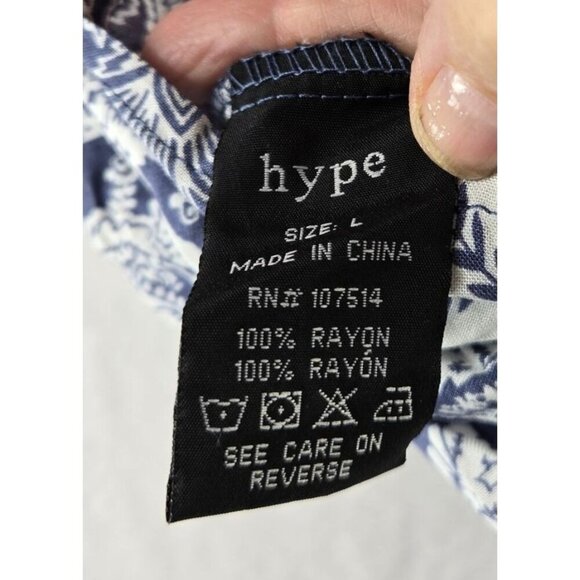 hype
SIZE: L
MADE IN CHINA
RN# 107514
100% RAYON
100% RAYÓN
SEE CARE ON
REVERSE